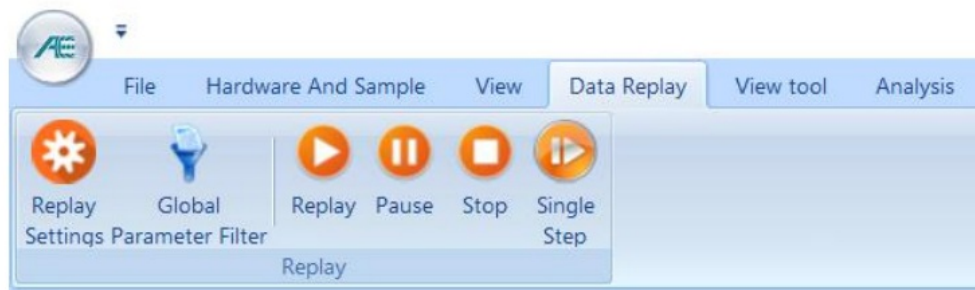 Æ
File Hardware And Sample View Data Replay View tool Analysis
Replay Global Replay Pause Stop Single
Settings Parameter Filter Step
Replay